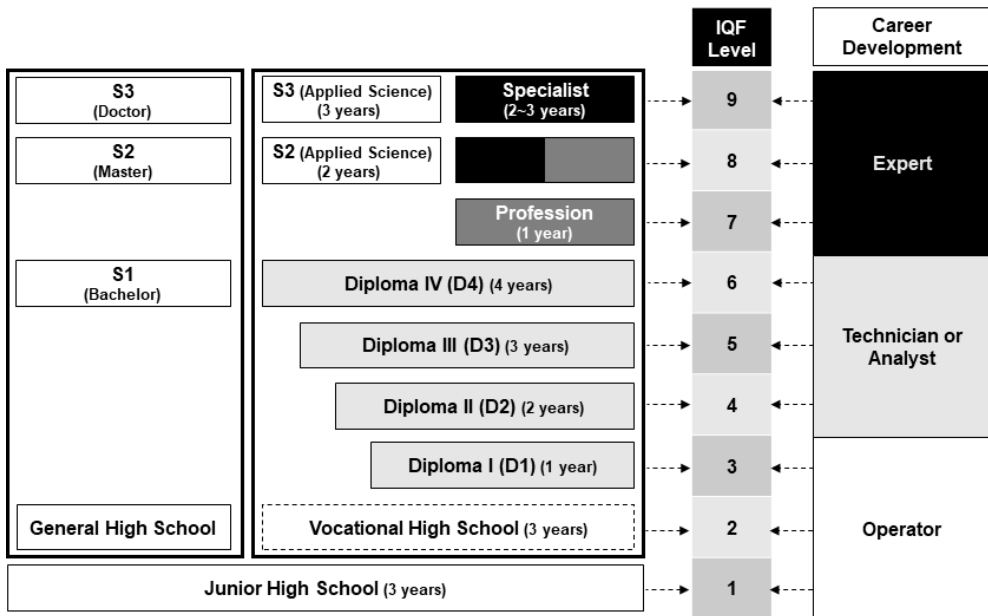 IQF
Level
Career
Development
S3
(Doctor)
S3 (Applied Science)
(3 years)
Specialist
(2~3 years)
9
S2
(Master)
S2 (Applied Science)
(2 years)
8
Expert
Profession
(1 year)
7
S1
(Bachelor)
Diploma IV (D4) (4 years)
6
Diploma III (D3) (3 years)
5
Technician or
Analyst
Diploma II (D2) (2 years)
4
Diploma I (D1) (1 year)
3
General High School
Vocational High School (3 years)
2
Operator
Junior High School (3 years)
1